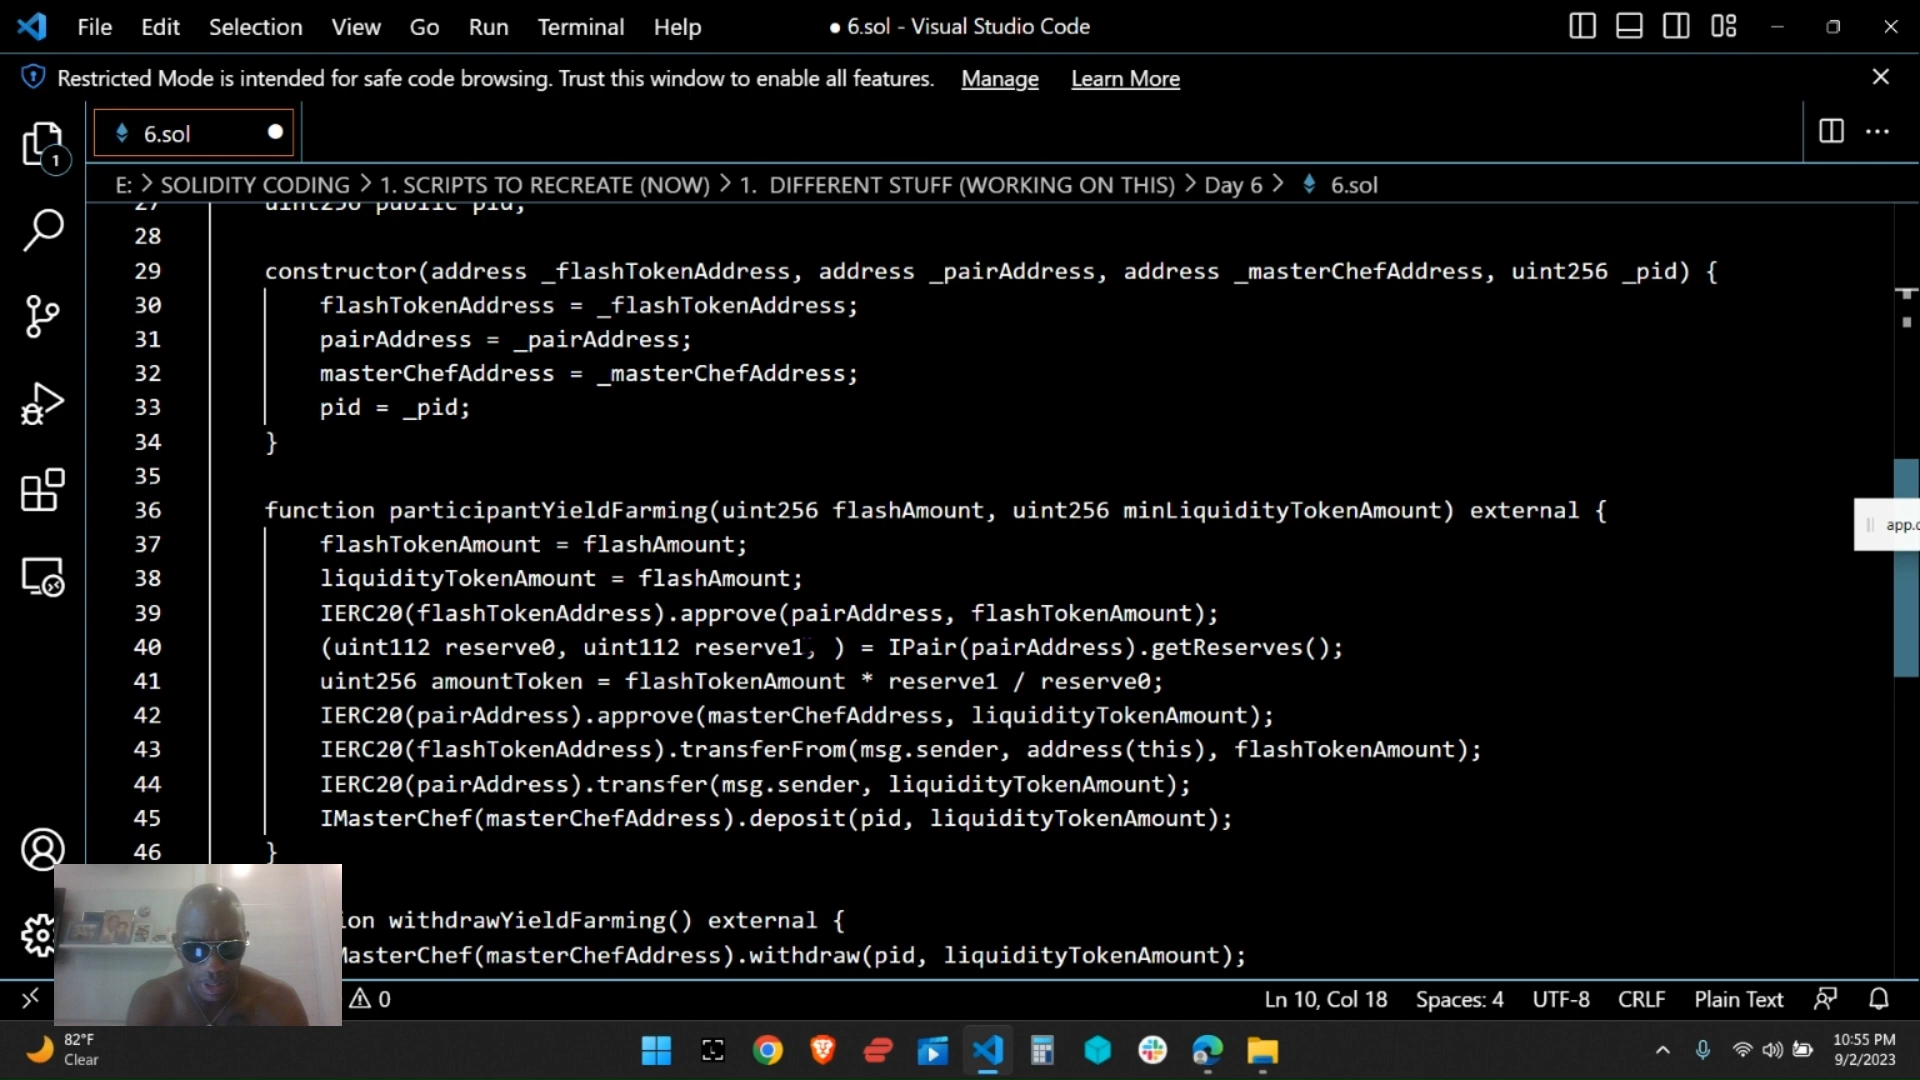 File Edit Selection View Go Run Terminal Help
● 6.sol - Visual Studio Code
Restricted Mode is intended for safe code browsing. Trust this window to enable all features. Manage Learn More
1
6.sol
E: > SOLIDITY CODING > 1. SCRIPTS TO RECREATE (NOW) > 1. DIFFERENT STUFF (WORKING ON THIS) > Day 6 > 6.sol
27 uint256 public pid;
28
29 constructor(address _flashTokenAddress, address _pairAddress, address _masterChefAddress, uint256 _pid) {
30 flashTokenAddress = _flashTokenAddress;
31 pairAddress = _pairAddress;
32 masterChefAddress = _masterChefAddress;
33 pid = _pid;
34 }
35
36 function participantYieldFarming(uint256 flashAmount, uint256 minLiquidityTokenAmount) external {
37 flashTokenAmount = flashAmount;
38 liquidityTokenAmount = flashAmount;
39 IERC20(flashTokenAddress).approve(pairAddress, flashTokenAmount);
40 (uint112 reserve0, uint112 reserve1, ) = IPair(pairAddress).getReserves();
41 uint256 amountToken = flashTokenAmount * reserve1 / reserve0;
42 IERC20(pairAddress).approve(masterChefAddress, liquidityTokenAmount);
43 IERC20(flashTokenAddress).transferFrom(msg.sender, address(this), flashTokenAmount);
44 IERC20(pairAddress).transfer(msg.sender, liquidityTokenAmount);
45 IMasterChef(masterChefAddress).deposit(pid, liquidityTokenAmount);
46 }
ion withdrawYieldFarming() external {
MasterChef(masterChefAddress).withdraw(pid, liquidityTokenAmount);
app.
0
Ln 10, Col 18 Spaces: 4 UTF-8 CRLF Plain Text
82°F
Clear
10:55 PM
9/2/2023